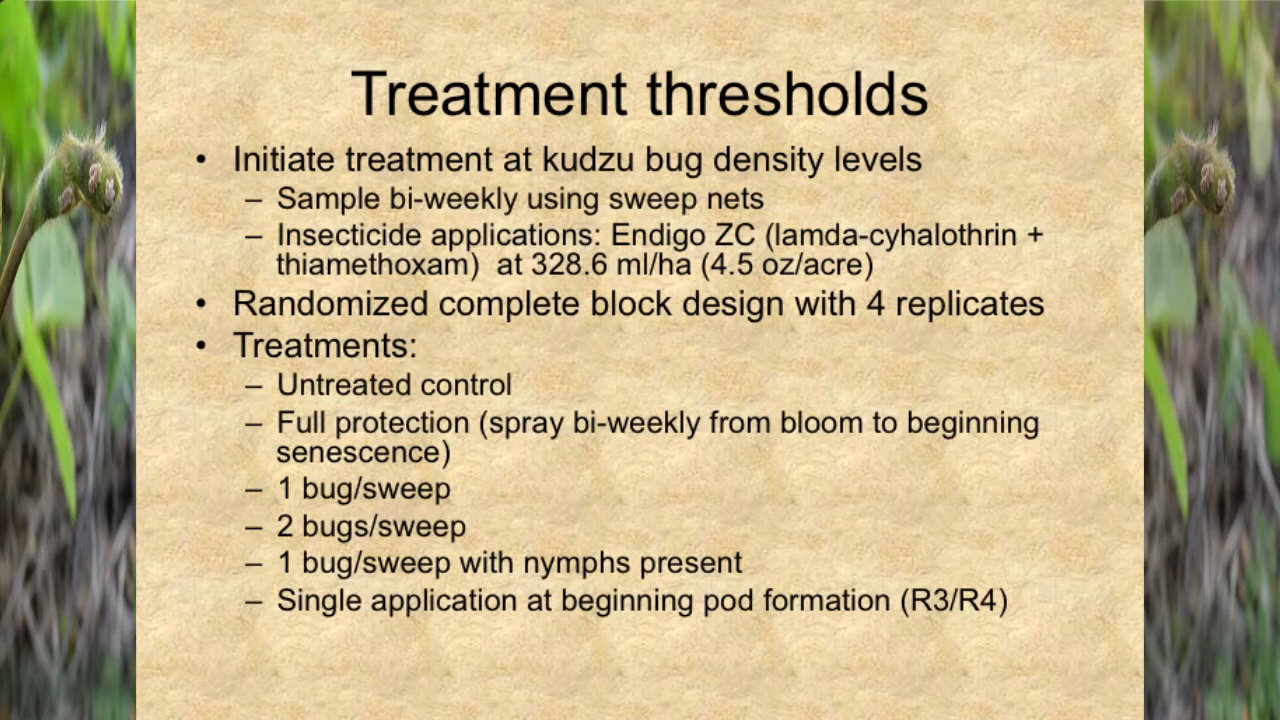 Treatment thresholds
• Initiate treatment at kudzu bug density levels
– Sample bi-weekly using sweep nets
– Insecticide applications: Endigo ZC (lamda-cyhalothrin +
thiamethoxam)  at 328.6 ml/ha (4.5 oz/acre)
• Randomized complete block design with 4 replicates
• Treatments:
– Untreated control
– Full protection (spray bi-weekly from bloom to beginning
senescence)
– 1 bug/sweep
– 2 bugs/sweep
– 1 bug/sweep with nymphs present
– Single application at beginning pod formation (R3/R4)